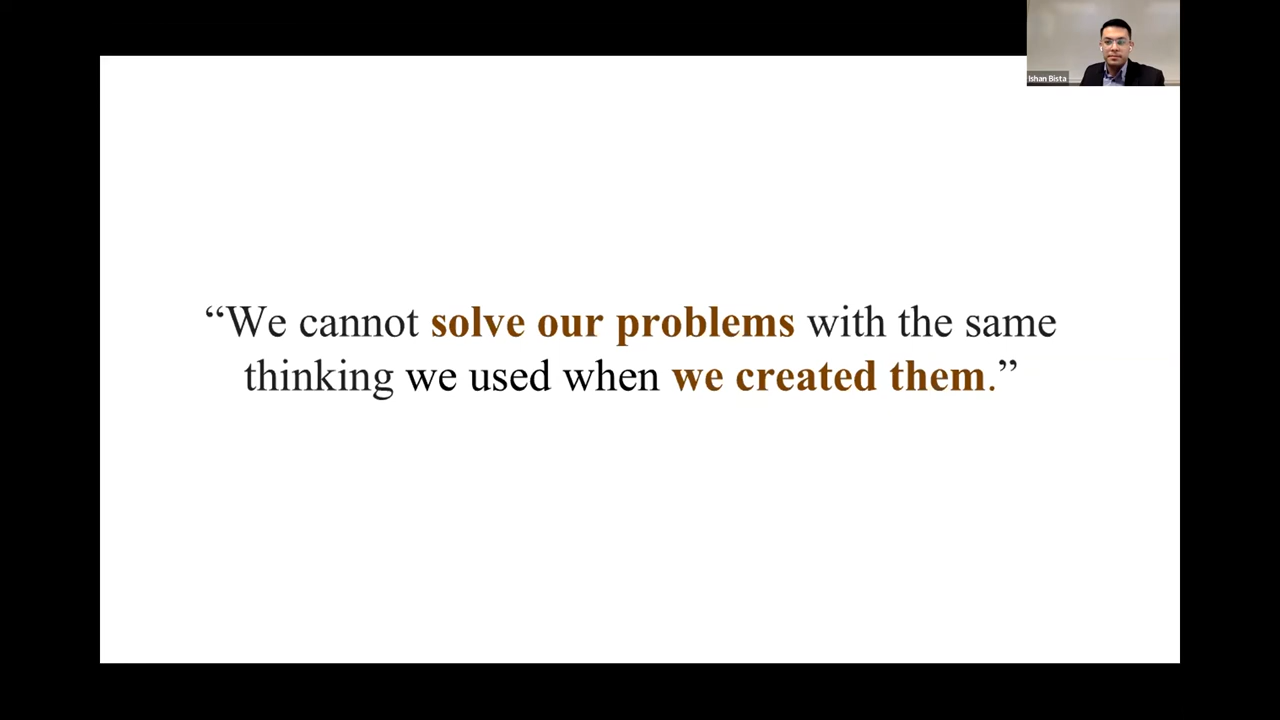 Ishan Bista
“We cannot solve our problems with the same
thinking we used when we created them.”